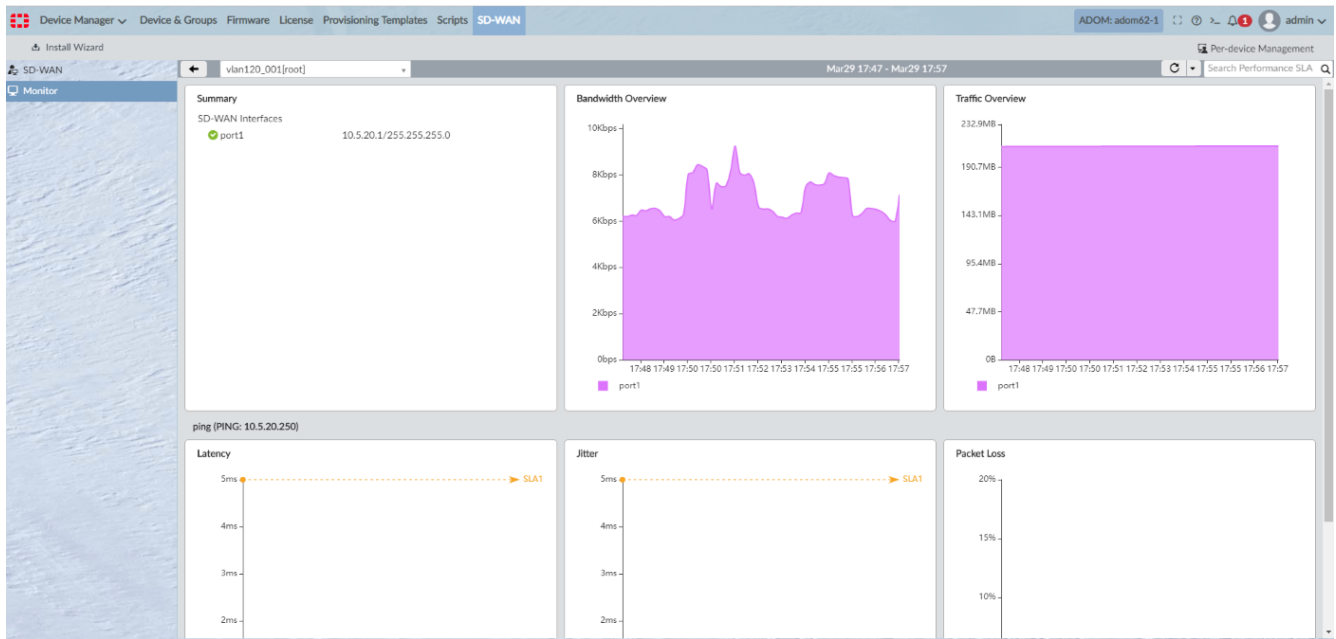 Device Manager Device & Groups Firmware License Provisioning Templates Scripts SD-WAN ADOM: adom62-1 1 admin
Install Wizard Per-device Management
SD-WAN vlan120_001[root] Mar29 17:47 - Mar29 17:57 Search Performance SLA
Monitor
Summary
SD-WAN Interfaces
port1 10.5.20.1/255.255.255.0
Bandwidth Overview
10Kbps
8Kbps
6Kbps
4Kbps
2Kbps
0bps
17:48 17:49 17:50 17:50 17:51 17:52 17:53 17:54 17:55 17:55 17:56 17:57
port1
Traffic Overview
232.9MB
190.7MB
143.1MB
95.4MB
47.7MB
0B
17:48 17:49 17:50 17:50 17:51 17:52 17:53 17:54 17:55 17:55 17:56 17:57
port1
ping (PING: 10.5.20.250)
Latency
5ms SLA1
4ms
3ms
2ms
Jitter
5ms SLA1
4ms
3ms
2ms
Packet Loss
20%
15%
10%